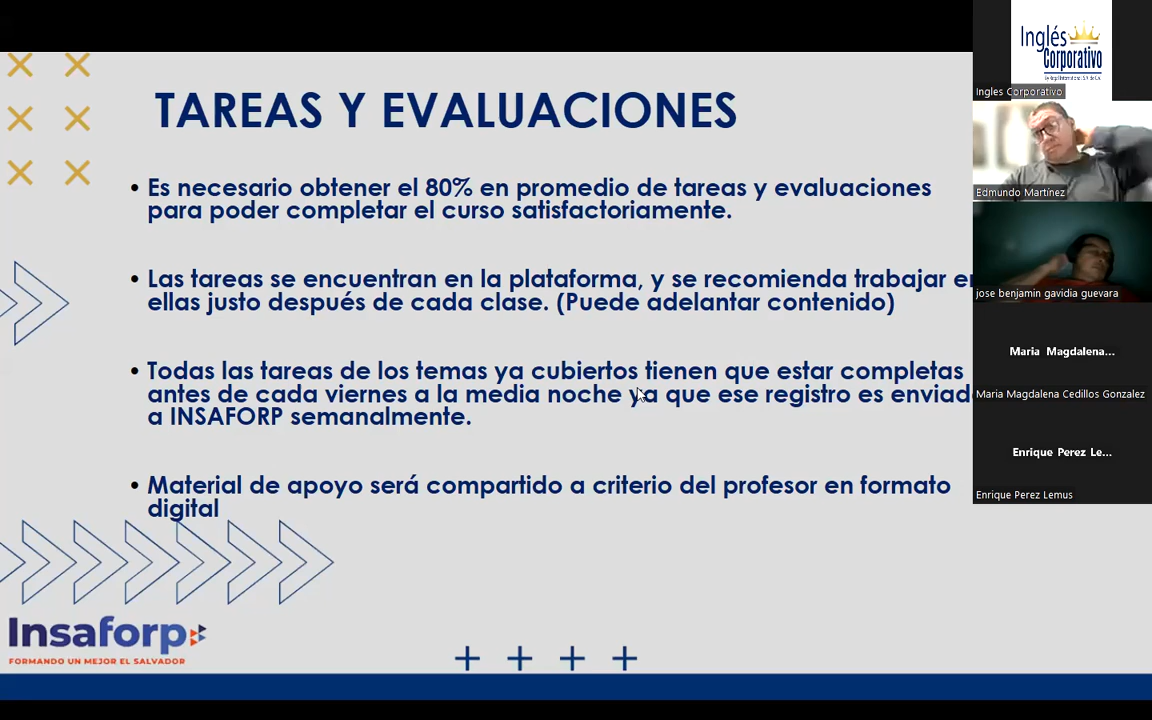 TAREAS Y EVALUACIONES
• Es necesario obtener el 80% en promedio de tareas y evaluaciones
para poder completar el curso satisfactoriamente.
• Las tareas se encuentran en la plataforma, y se recomienda trabajar en
ellas justo después de cada clase. (Puede adelantar contenido)
• Todas las tareas de los temas ya cubiertos tienen que estar completas
antes de cada viernes a la media noche ya que ese registro es enviad
a INSAFORP semanalmente.
• Material de apoyo será compartido a criterio del profesor en formato
digital
Insaforp
FORMANDO UN MEJOR EL SALVADOR
Inglés
Corporativo
Ingles Corporativo
Edmundo Martínez
jose benjamin gavidia guevara
Maria Magdalena...
Maria Magdalena Cedillos Gonzalez
Enrique Perez Le...
Enrique Perez Lemus